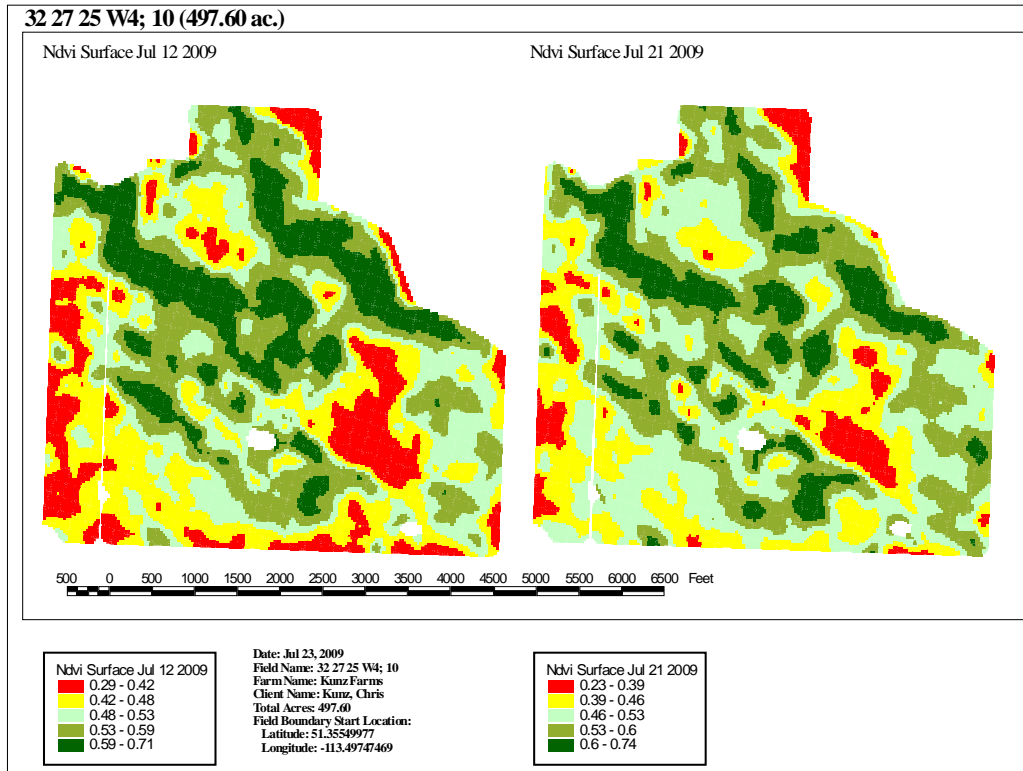 32 27 25 W4; 10 (497.60 ac.)
Ndvi Surface Jul 12 2009
Ndvi Surface Jul 21 2009
500 0 500 1000 1500 2000 2500 3000 3500 4000 4500 5000 5500 6000 6500 Feet
Ndvi Surface Jul 12 2009
0.29 - 0.42
0.42 - 0.48
0.48 - 0.53
0.53 - 0.59
0.59 - 0.71
Date: Jul 23, 2009
Field Name: 32 27 25 W4; 10
Farm Name: Kunz Farms
Client Name: Kunz, Chris
Total Acres: 497.60
Field Boundary Start Location:
Latitude: 51.35549977
Longitude: -113.49747469
Ndvi Surface Jul 21 2009
0.23 - 0.39
0.39 - 0.46
0.46 - 0.53
0.53 - 0.6
0.6 - 0.74